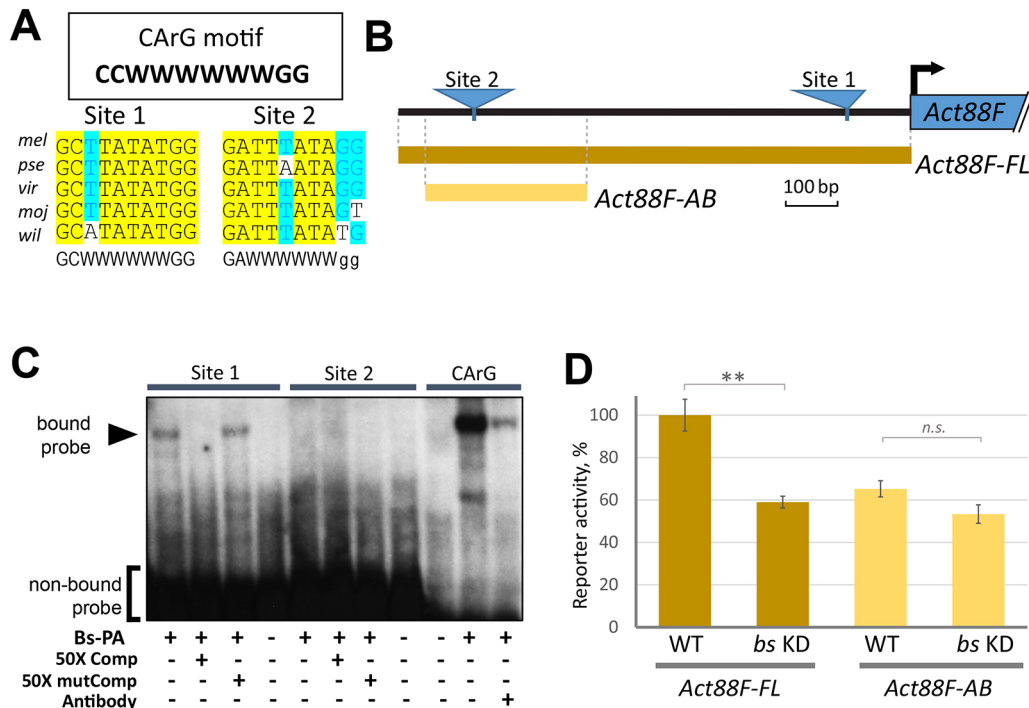 A
CArG motif
CCWWWWWWGG
Site 1 Site 2
mel GCTTATATGG GATTTATAGG
pse GCTTATATGG GATTAATAGG
vir GCTTATATGG GATTTATAGG
moj GCTTATATGG GATTTATAGT
wil GCATATATGG GATTTATATG
GCWWWWWWGG GAWWWWWWgg
B
Site 2 Site 1
Act88F
Act88F-FL
Act88F-AB
100 bp
C
Site 1 Site 2 CArG
bound
probe
non-bound
probe
Bs-PA + + + - + + + - - + +
50X Comp - + - - - + - - - - -
50X mutComp - - + - - - + - - - -
Antibody - - - - - - - - - - +
D
Reporter activity, %
100
80
60
40
20
0
**
n.s.
WT bs KD WT bs KD
Act88F-FL Act88F-AB